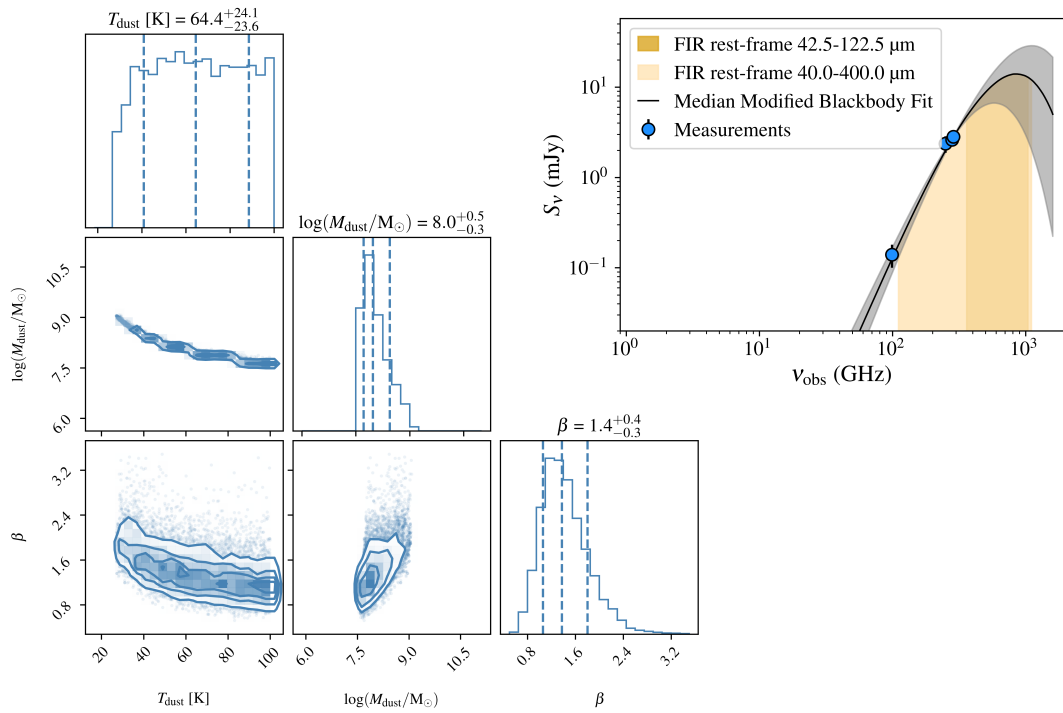 T_dust [K] = 64.4^{+24.1}_{-23.6}
FIR rest-frame 42.5-122.5 μm
FIR rest-frame 40.0-400.0 μm
Median Modified Blackbody Fit
Measurements
S_ν (mJy)
10^1
10^0
10^{-1}
10^0 10^1 10^2 10^3
ν_obs (GHz)
log(M_dust/M_☉) = 8.0^{+0.5}_{-0.3}
log(M_dust/M_☉)
10.5
9.0
7.5
6.0
β = 1.4^{+0.4}_{-0.3}
β
3.2
2.4
1.6
0.8
20 40 60 80 100
6.0 7.5 9.0 10.5
0.8 1.6 2.4 3.2
T_dust [K]
log(M_dust/M_☉)
β